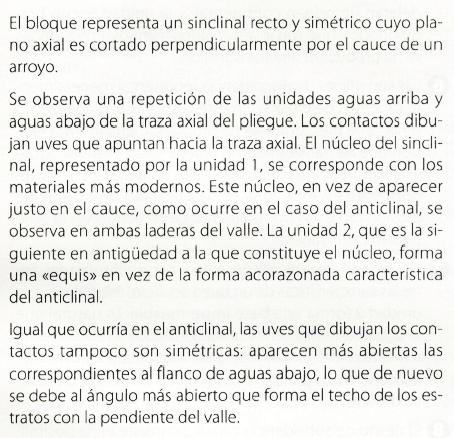 El bloque representa un sinclinal recto y simétrico cuyo pla-
no axial es cortado perpendicularmente por el cauce de un
arroyo.
Se observa una repetición de las unidades aguas arriba y
aguas abajo de la traza axial del pliegue. Los contactos dibu-
jan uves que apuntan hacia la traza axial. El núcleo del sincli-
nal, representado por la unidad 1, se corresponde con los
materiales más modernos. Este núcleo, en vez de aparecer
justo en el cauce, como ocurre en el caso del anticlinal, se
observa en ambas laderas del valle. La unidad 2, que es la si-
guiente en antigüedad a la que constituye el núcleo, forma
una «equis» en vez de la forma acorazonada característica
del anticlinal.
Igual que ocurría en el anticlinal, las uves que dibujan los con-
tactos tampoco son simétricas: aparecen más abiertas las
correspondientes al flanco de aguas abajo, lo que de nuevo
se debe al ángulo más abierto que forma el techo de los es-
tratos con la pendiente del valle.